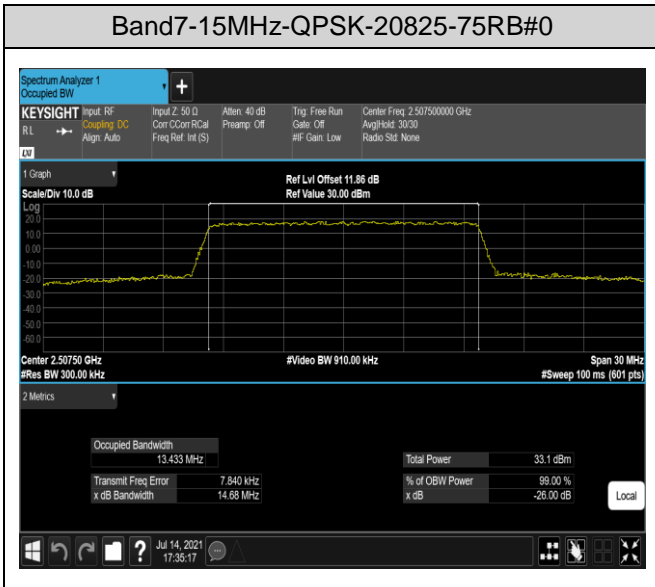 Band7-15MHz-QPSK-20825-75RB#0
Spectrum Analyzer 1
Occupied BW
+
KEYSIGHT Input: RF Input Z: 50 Ω Atten: 40 dB Trig: Free Run Center Freq: 2.507500000 GHz
RL Coupling: DC Corr CCorr RCal Preamp: Off Gate: Off Avg|Hold: 30/30
Align: Auto Freq Ref: Int (S) #IF Gain: Low Radio Std: None
LXI
1 Graph Ref Lvl Offset 11.86 dB
Scale/Div 10.0 dB Ref Value 30.00 dBm
Log
20.0
10.0
0.00
-10.0
-20.0
-30.0
-40.0
-50.0
-60.0
Center 2.50750 GHz #Video BW 910.00 kHz Span 30 MHz
#Res BW 300.00 kHz #Sweep 100 ms (601 pts)
2 Metrics
Occupied Bandwidth
13.433 MHz Total Power 33.1 dBm
Transmit Freq Error 7.840 kHz % of OBW Power 99.00 %
x dB Bandwidth 14.68 MHz x dB -26.00 dB
Local
? Jul 14, 2021
17:35:17